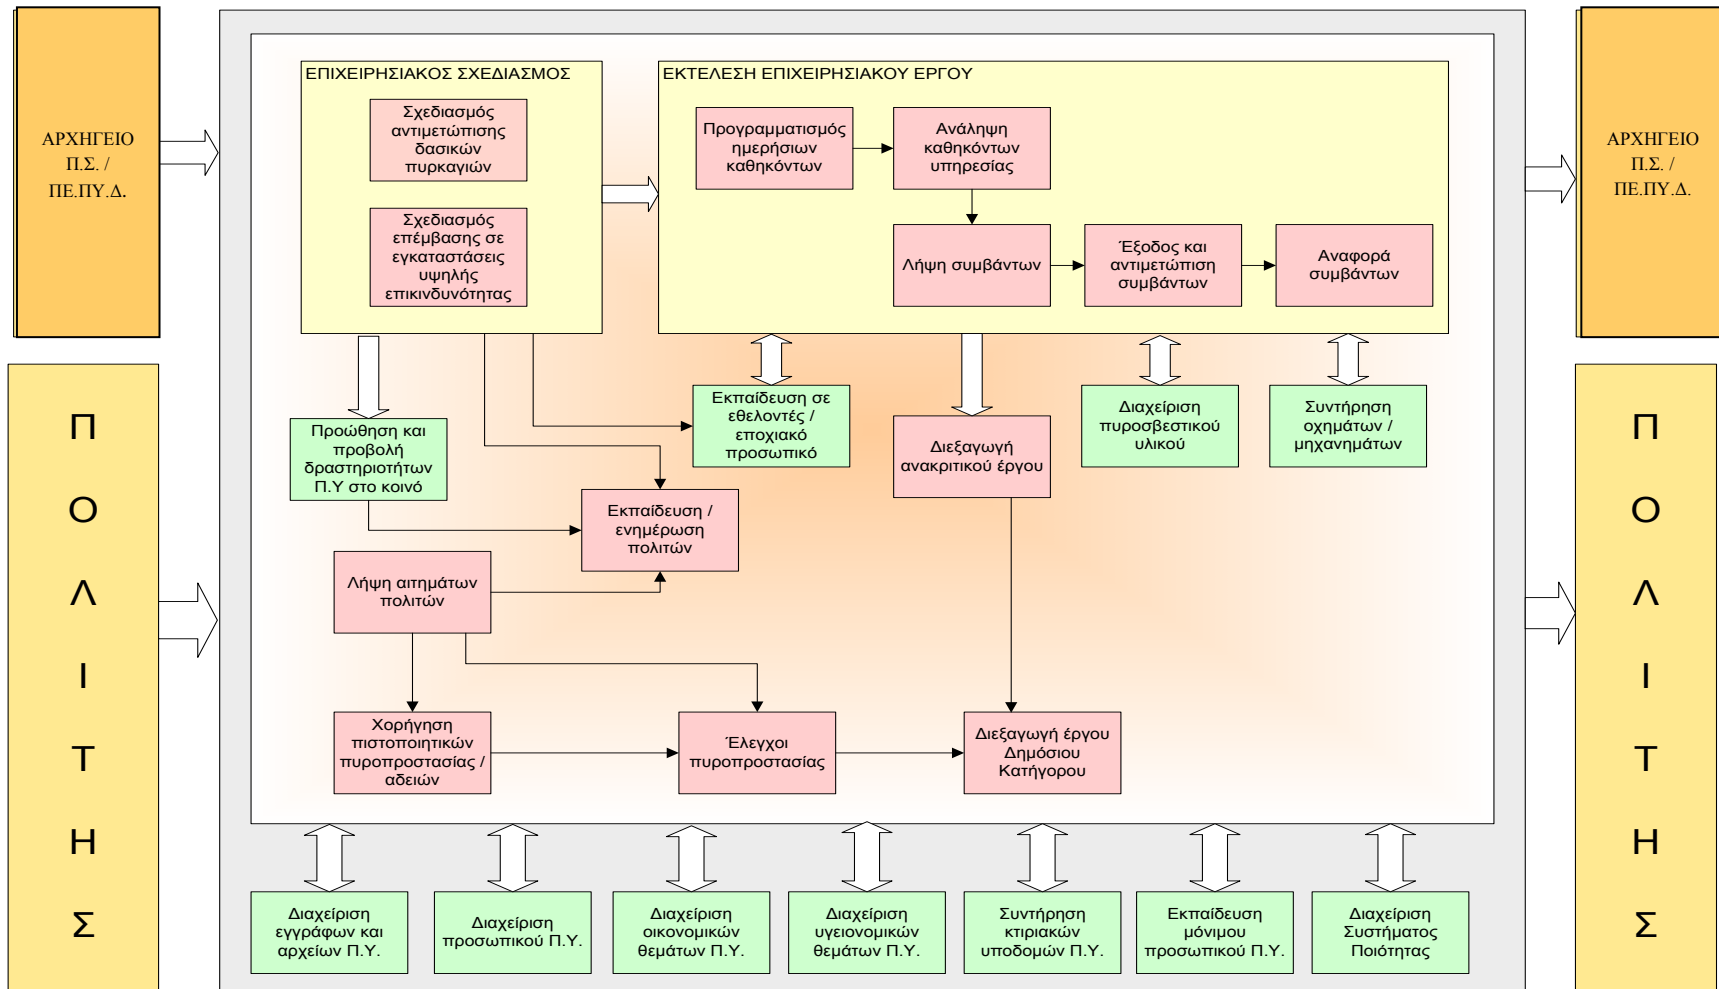 ΑΡΧΗΓΕΙΟ
Π.Σ. /
ΠΕ.ΠΥ.Δ.
Π
Ο
Λ
Ι
Τ
Η
Σ
ΕΠΙΧΕΙΡΗΣΙΑΚΟΣ ΣΧΕΔΙΑΣΜΟΣ
Σχεδιασμός
αντιμετώπισης
δασικών
πυρκαγιών
Σχεδιασμός
επέμβασης σε
εγκαταστάσεις
υψηλής
επικινδυνότητας
ΕΚΤΕΛΕΣΗ ΕΠΙΧΕΙΡΗΣΙΑΚΟΥ ΕΡΓΟΥ
Προγραμματισμός
ημερήσιων
καθηκόντων
Ανάληψη
καθηκόντων
υπηρεσίας
Λήψη συμβάντων
Έξοδος και
αντιμετώπιση
συμβάντων
Αναφορά
συμβάντων
Προώθηση και
προβολή
δραστηριοτήτων
Π.Υ στο κοινό
Εκπαίδευση σε
εθελοντές /
εποχιακό
προσωπικό
Διεξαγωγή
ανακριτικού έργου
Διαχείριση
πυροσβεστικού
υλικού
Συντήρηση
οχημάτων /
μηχανημάτων
Εκπαίδευση /
ενημέρωση
πολιτών
Λήψη αιτημάτων
πολιτών
Χορήγηση
πιστοποιητικών
πυροπροστασίας /
αδειών
Έλεγχοι
πυροπροστασίας
Διεξαγωγή έργου
Δημόσιου
Κατήγορου
Διαχείριση
εγγράφων και
αρχείων Π.Υ.
Διαχείριση
προσωπικού Π.Υ.
Διαχείριση
οικονομικών
θεμάτων Π.Υ.
Διαχείριση
υγειονομικών
θεμάτων Π.Υ.
Συντήρηση
κτιριακών
υποδομών Π.Υ.
Εκπαίδευση
μόνιμου
προσωπικού Π.Υ.
Διαχείριση
Συστήματος
Ποιότητας
ΑΡΧΗΓΕΙΟ
Π.Σ. /
ΠΕ.ΠΥ.Δ.
Π
Ο
Λ
Ι
Τ
Η
Σ